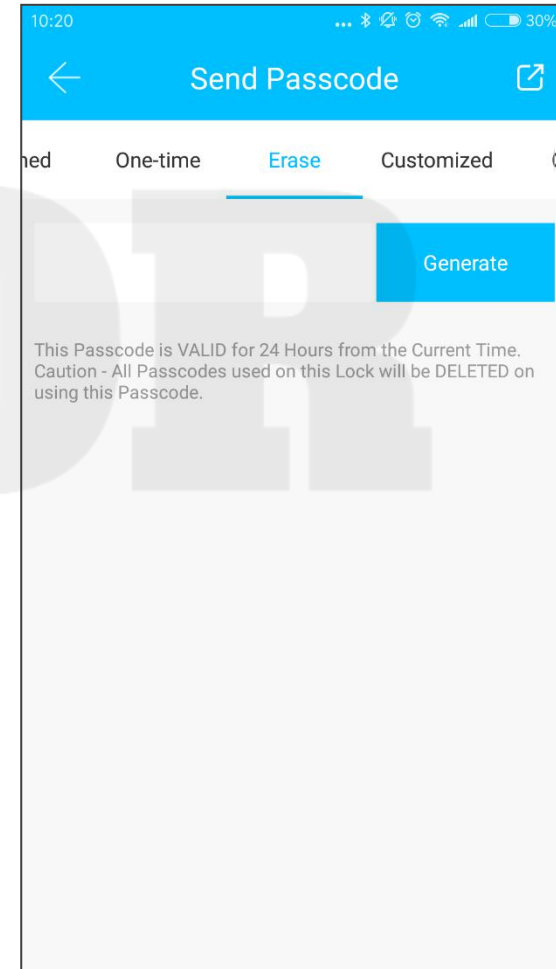 10:20
30%
Send Passcode
ned One-time Erase Customized
Generate
This Passcode is VALID for 24 Hours from the Current Time.
Caution - All Passcodes used on this Lock will be DELETED on
using this Passcode.
OR